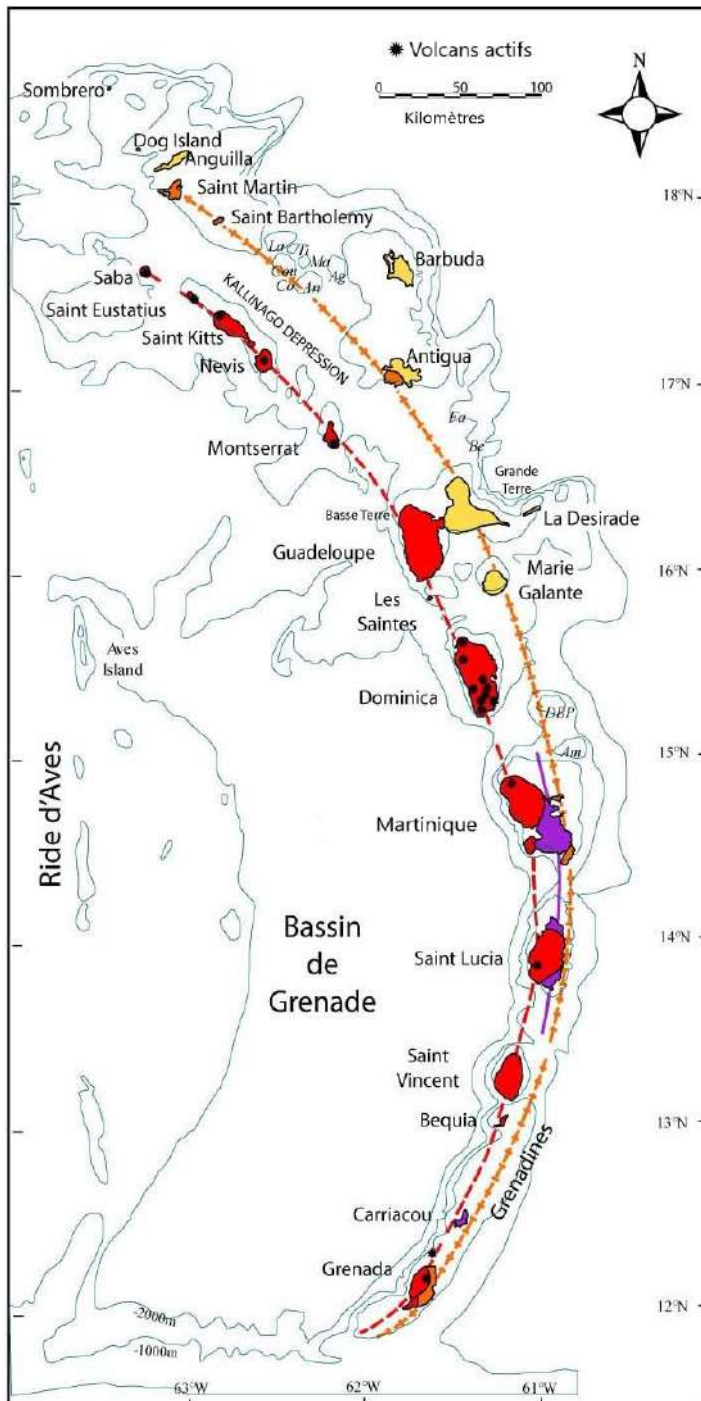 Volcans actifs
N
0 50 100
Kilomètres
Sombrero
Dog Island
Anguilla
Saint Martin
18°N
Saint Bartholemy
La Ti
Ma
Cou
Ag
Co An
Barbuda
Saba
Saint Eustatius
KALLINAGO DEPRESSION
Saint Kitts
Nevis
Antigua
17°N
Ea
Montserrat
Be
Grande
Terre
Basse Terre
La Desirade
Guadeloupe
16°N
Marie
Galante
Les
Saintes
Aves
Island
Dominica
DBP
15°N
Am
Martinique
Ride d'Aves
14°N
Bassin
de
Grenade
Saint Lucia
Saint
Vincent
Bequia
13°N
Grenadines
Carriacou
Grenada
12°N
-2000m
-1000m
63°W 62°W 61°W